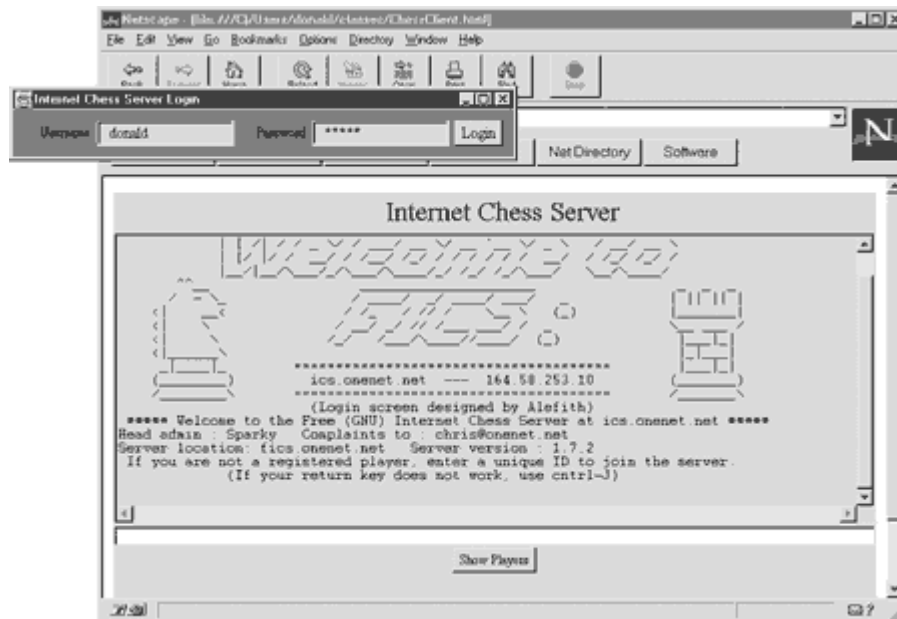 Netscape - [file:///C|/Users/donald/classes/ChessClient.html]
File Edit View Go Bookmarks Options Directory Window Help
Internet Chess Server Login
Username donald Password ***** Login
Net Directory Software
N
Internet Chess Server
Welcome to
FICS:
ics.onenet.net --- 164.58.253.10
(Login screen designed by Alefith)
***** Welcome to the Free (GNU) Internet Chess Server at ics.onenet.net *****
Head admin : Sparky Complaints to : chris@onenet.net
Server location: fics.onenet.net Server version : 1.7.2
If you are not a registered player, enter a unique ID to join the server.
(If your return key does not work, use cntrl-J)
Show Players